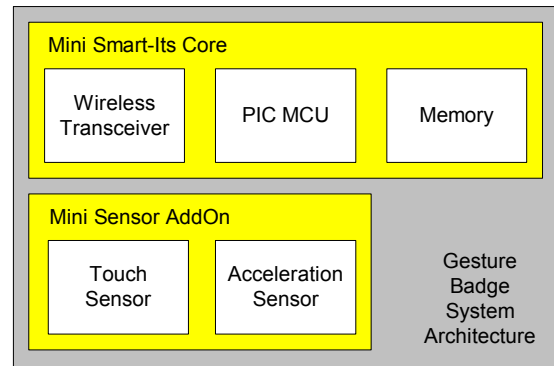 Mini Smart-Its Core
Wireless
Transceiver
PIC MCU
Memory
Mini Sensor AddOn
Touch
Sensor
Acceleration
Sensor
Gesture
Badge
System
Architecture